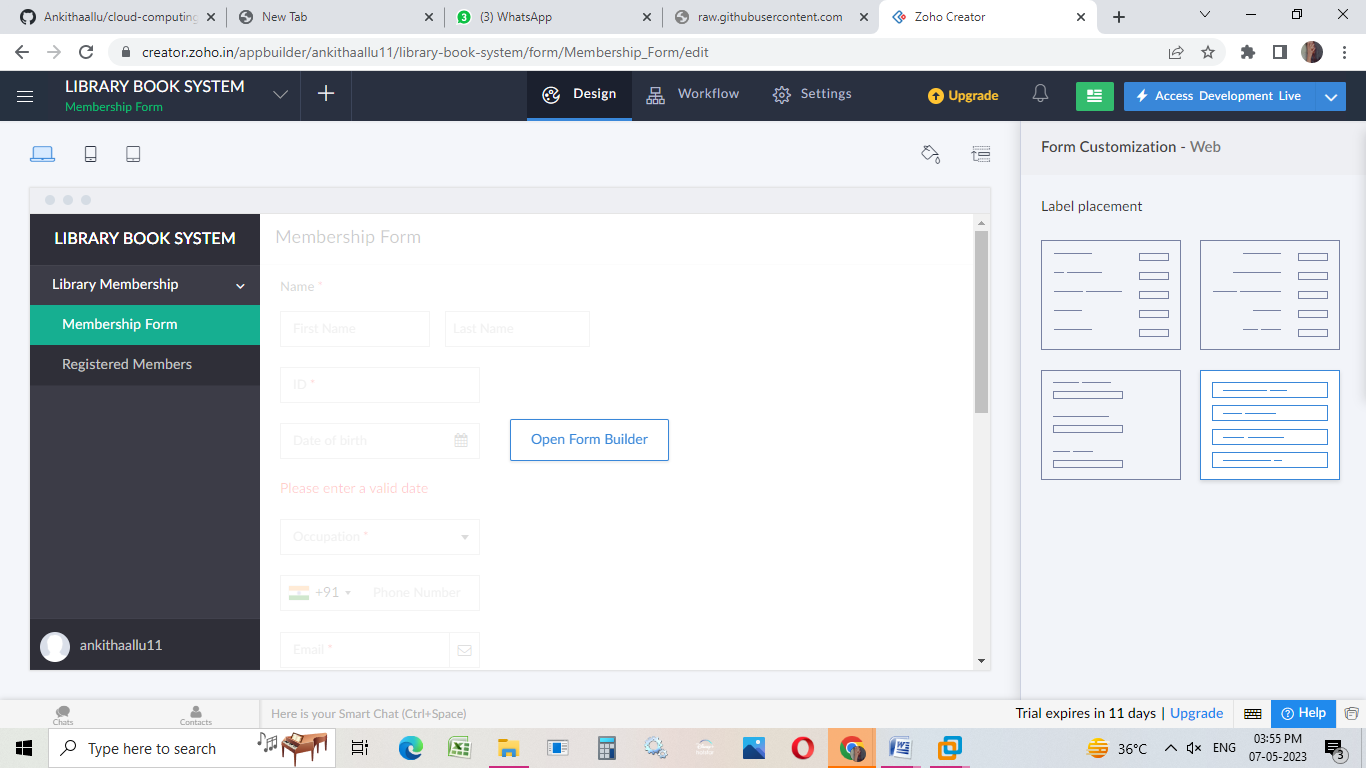 Ankithaallu/cloud-computing
New Tab
(3) WhatsApp
raw.githubusercontent.com
Zoho Creator
creator.zoho.in/appbuilder/ankithaallu11/library-book-system/form/Membership_Form/edit
LIBRARY BOOK SYSTEM
Membership Form
Design
Workflow
Settings
Upgrade
Access Development Live
Form Customization - Web
Label placement
LIBRARY BOOK SYSTEM
Library Membership
Membership Form
Registered Members
ankithaallu11
Membership Form
Name *
First Name
Last Name
ID *
Date of birth
Open Form Builder
Please enter a valid date
Occupation *
+91
Phone Number
Email *
Chats
Contacts
Here is your Smart Chat (Ctrl+Space)
Trial expires in 11 days | Upgrade
Help
Type here to search
36°C
ENG
03:55 PM
07-05-2023
3